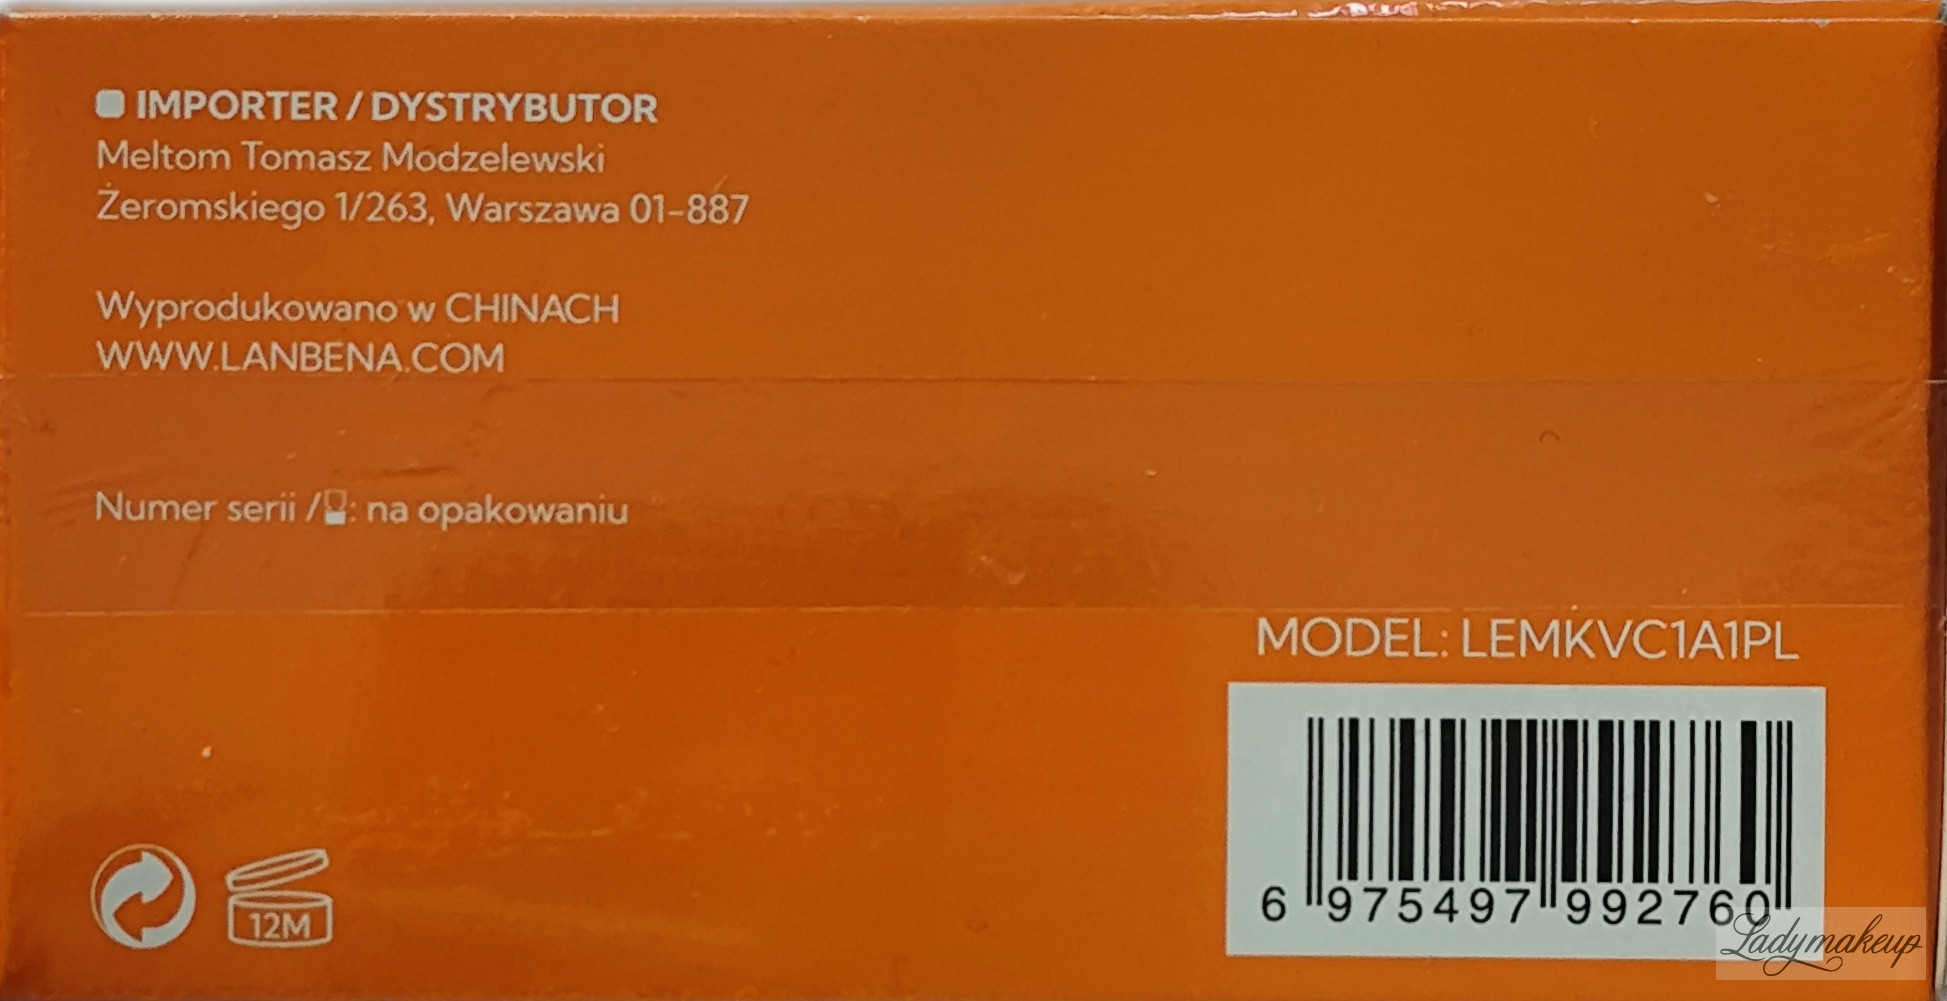 IMPORTER / DYSTRYBUTOR
Meltom Tomasz Modzelewski
Żeromskiego 1/263, Warszawa 01-887
Wyprodukowano w CHINACH
WWW.LANBENA.COM
Numer serii /: na opakowaniu
MODEL: LEMKVC1A1PL
6 975497 992760
12M
Ladymakeup